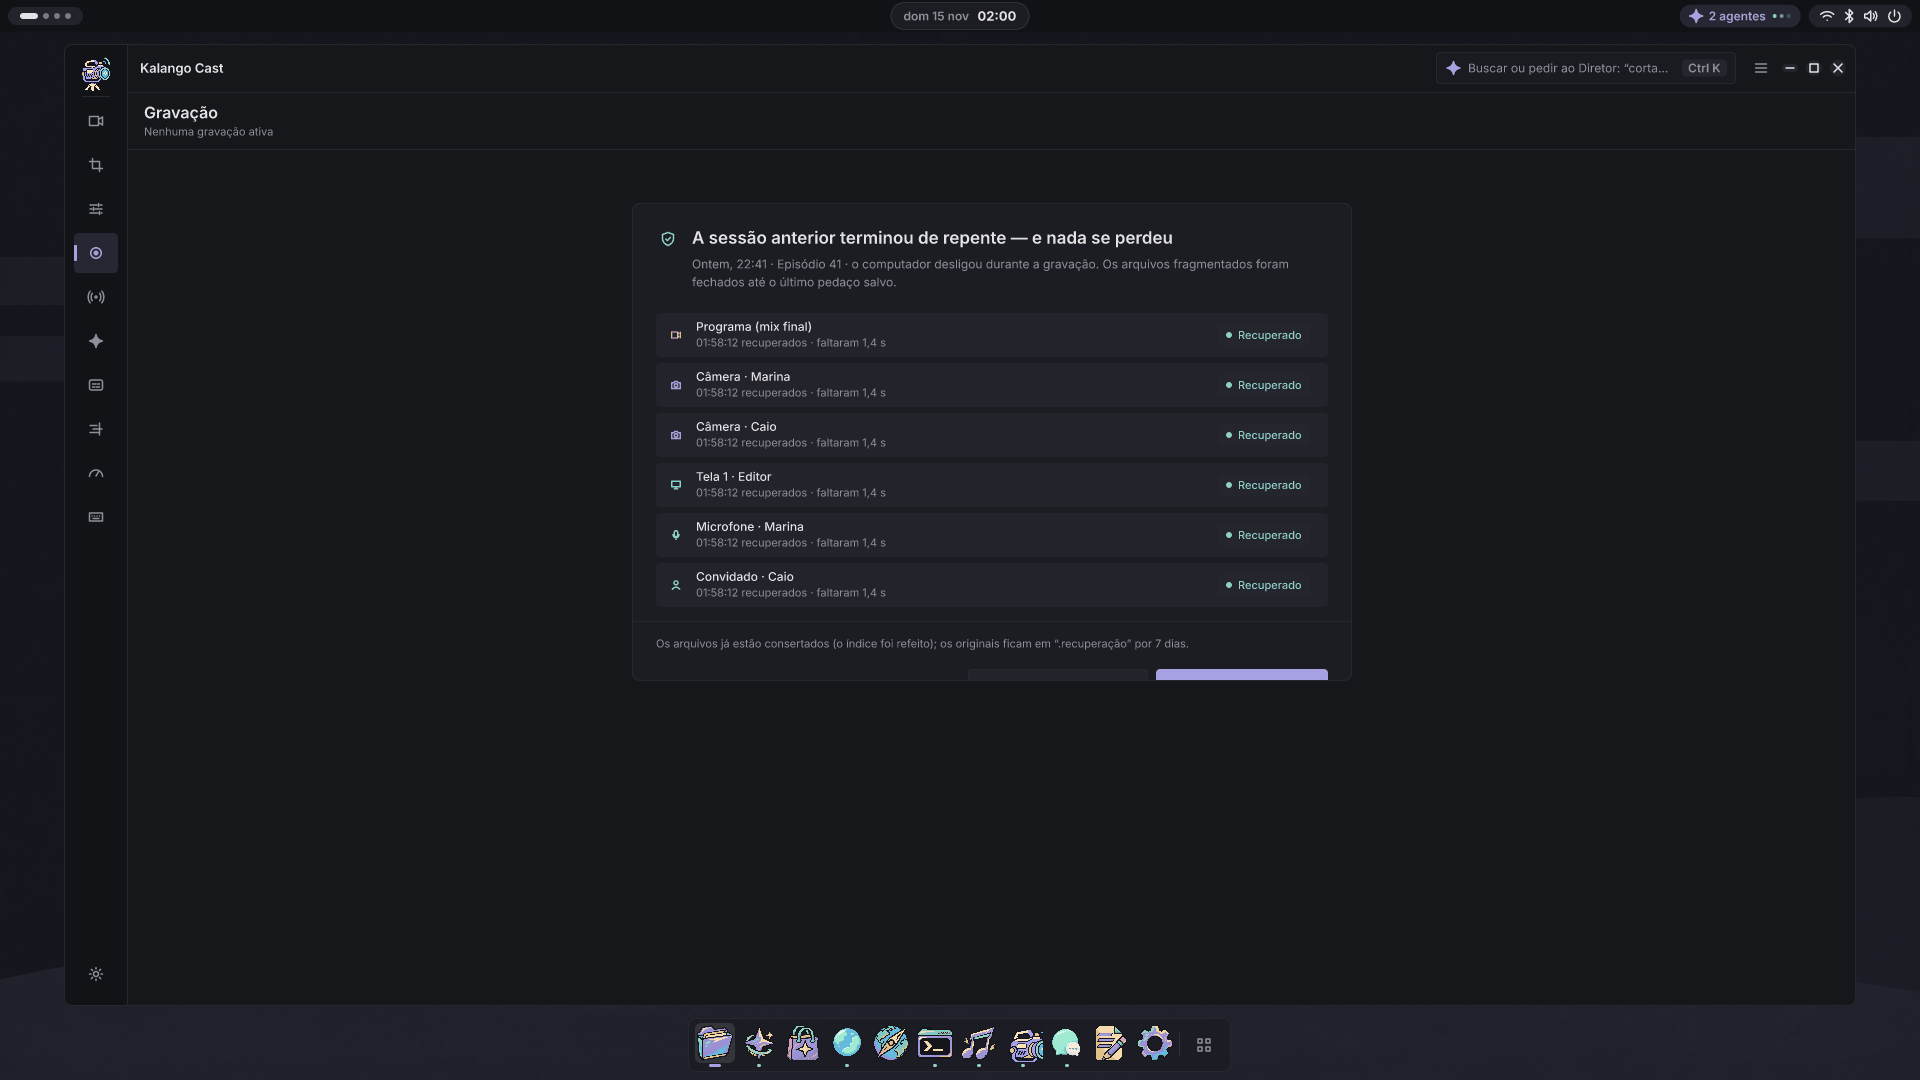 dom 15 nov 02:00
2 agentes
Kalango Cast
Buscar ou pedir ao Diretor: “corta...
Ctrl K
Gravação
Nenhuma gravação ativa
A sessão anterior terminou de repente — e nada se perdeu
Ontem, 22:41 · Episódio 41 · o computador desligou durante a gravação. Os arquivos fragmentados foram
fechados até o último pedaço salvo.
Programa (mix final)
01:58:12 recuperados · faltaram 1,4 s
Recuperado
Câmera · Marina
01:58:12 recuperados · faltaram 1,4 s
Recuperado
Câmera · Caio
01:58:12 recuperados · faltaram 1,4 s
Recuperado
Tela 1 · Editor
01:58:12 recuperados · faltaram 1,4 s
Recuperado
Microfone · Marina
01:58:12 recuperados · faltaram 1,4 s
Recuperado
Convidado · Caio
01:58:12 recuperados · faltaram 1,4 s
Recuperado
Os arquivos já estão consertados (o índice foi refeito); os originais ficam em “.recuperação” por 7 dias.